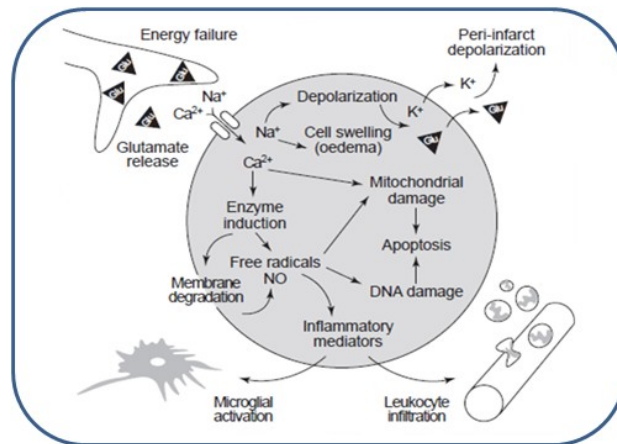 Energy failure
Glu
Glu
Glu
Glu
Na⁺
Ca²⁺
Glutamate
release
Peri-infarct
depolarization
K⁺
Glu
Depolarization
K⁺
Glu
Na⁺
Cell swelling
(oedema)
Ca²⁺
Mitochondrial
damage
Enzyme
induction
Apoptosis
Free radicals
NO
Membrane
degradation
DNA damage
Inflammatory
mediators
Microglial
activation
Leukocyte
infiltration